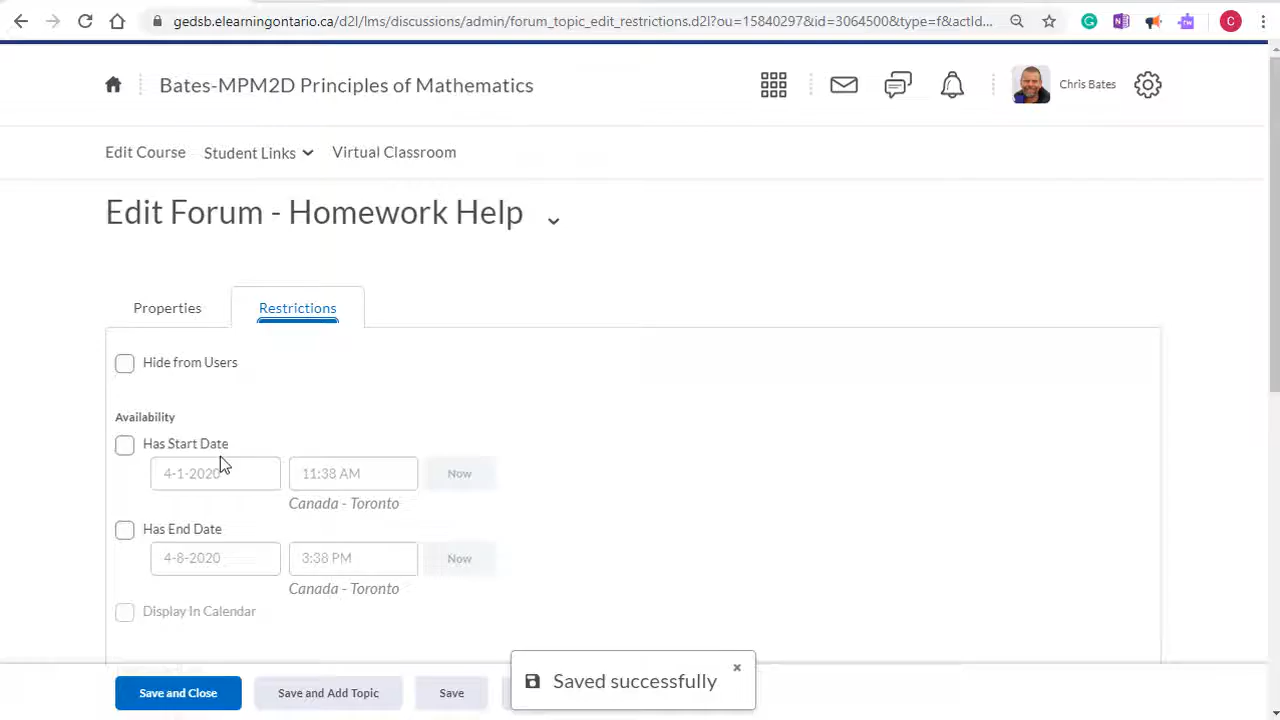 gedsb.elearningontario.ca/d2l/lms/discussions/admin/forum_topic_edit_restrictions.d2l?ou=15840297&id=3064500&type=f&actId...
C
Bates-MPM2D Principles of Mathematics
Chris Bates
Edit Course
Student Links
Virtual Classroom
Edit Forum - Homework Help
Properties
Restrictions
Hide from Users
Availability
Has Start Date
4-1-2020
11:38 AM
Now
Canada - Toronto
Has End Date
4-8-2020
3:38 PM
Now
Canada - Toronto
Display In Calendar
Save and Close
Save and Add Topic
Save
Saved successfully